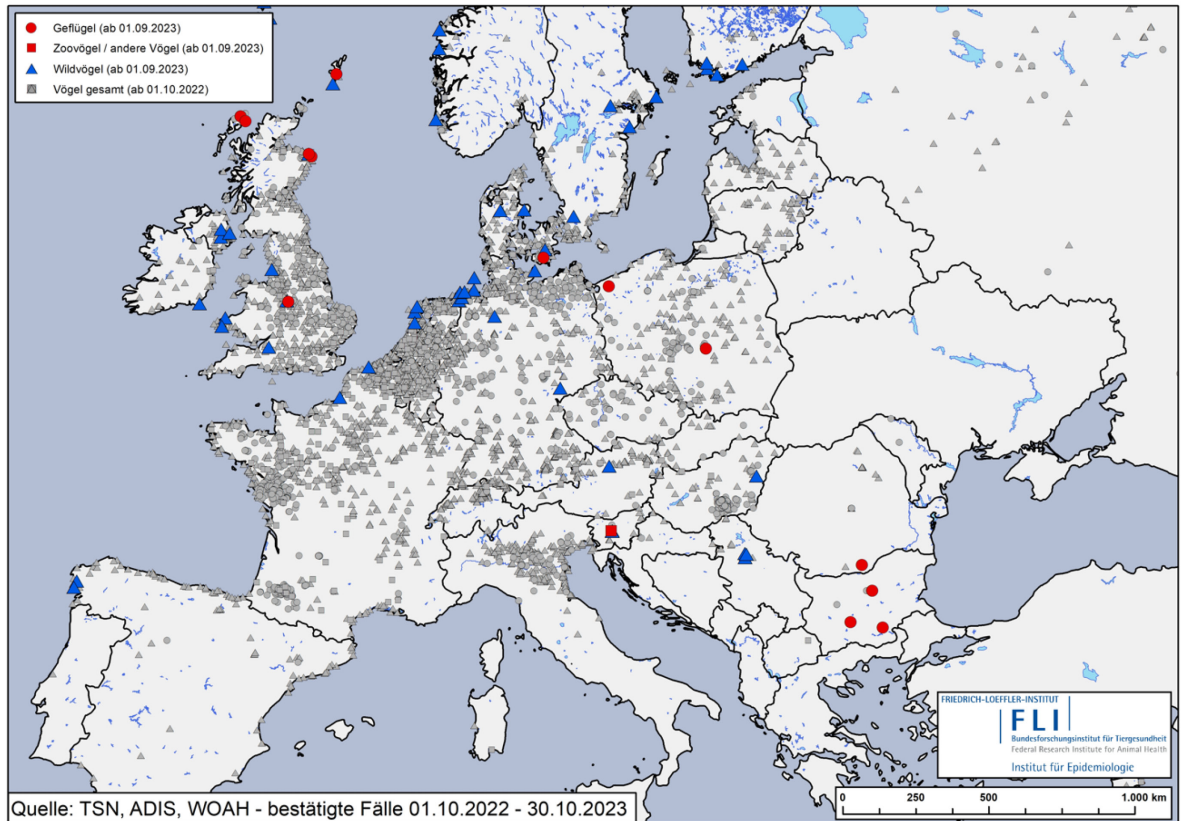 Geflügel (ab 01.09.2023)
Zoovögel / andere Vögel (ab 01.09.2023)
Wildvögel (ab 01.09.2023)
Vögel gesamt (ab 01.10.2022)
FRIEDRICH-LOEFFLER-INSTITUT
FLI
Bundesforschungsinstitut für Tiergesundheit
Federal Research Institute for Animal Health
Institut für Epidemiologie
Quelle: TSN, ADIS, WOAH - bestätigte Fälle 01.10.2022 - 30.10.2023
0 250 500 1.000 km